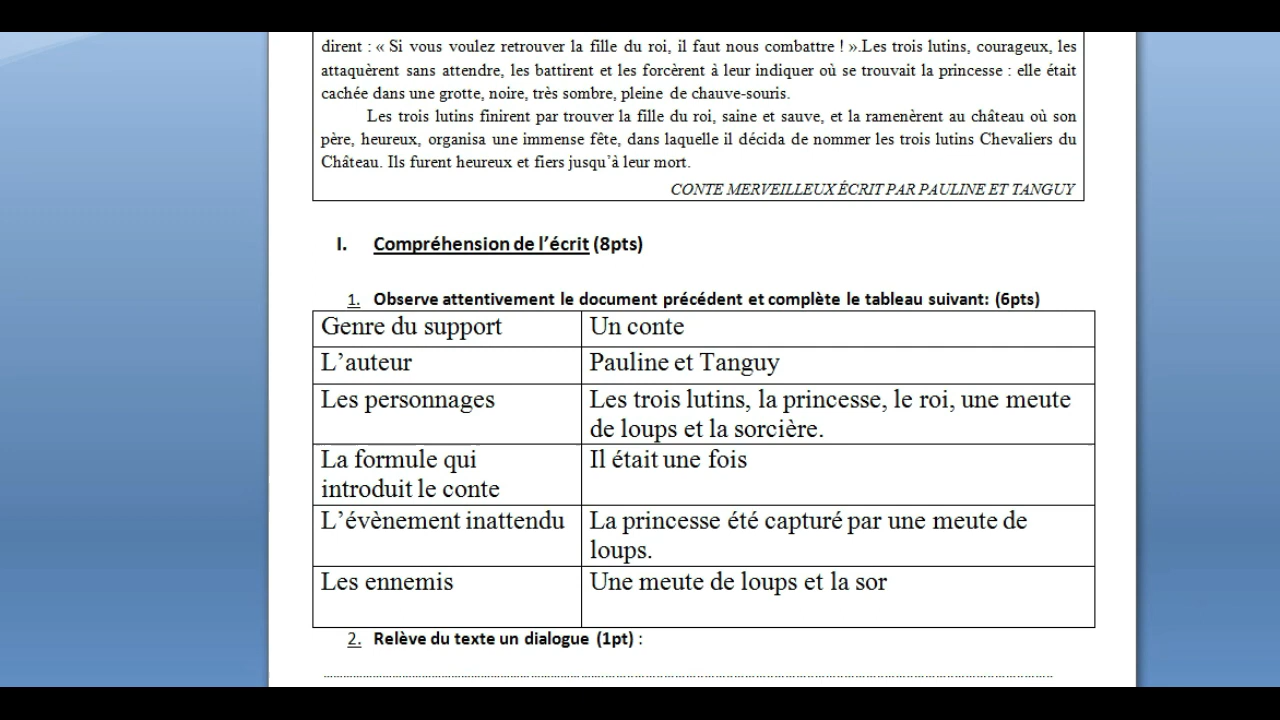 dirent : « Si vous voulez retrouver la fille du roi, il faut nous combattre ! ».Les trois lutins, courageux, les
attaquèrent sans attendre, les battirent et les forcèrent à leur indiquer où se trouvait la princesse : elle était
cachée dans une grotte, noire, très sombre, pleine de chauve-souris.
Les trois lutins finirent par trouver la fille du roi, saine et sauve, et la ramenèrent au château où son
père, heureux, organisa une immense fête, dans laquelle il décida de nommer les trois lutins Chevaliers du
Château. Ils furent heureux et fiers jusqu'à leur mort.
CONTE MERVEILLEUX ÉCRIT PAR PAULINE ET TANGUY
I. Compréhension de l'écrit (8pts)
1. Observe attentivement le document précédent et complète le tableau suivant: (6pts)
Genre du support
Un conte
L'auteur
Pauline et Tanguy
Les personnages
Les trois lutins, la princesse, le roi, une meute
de loups et la sorcière.
La formule qui
introduit le conte
Il était une fois
L'évènement inattendu
La princesse été capturé par une meute de
loups.
Les ennemis
Une meute de loups et la sor
2. Relève du texte un dialogue (1pt) :